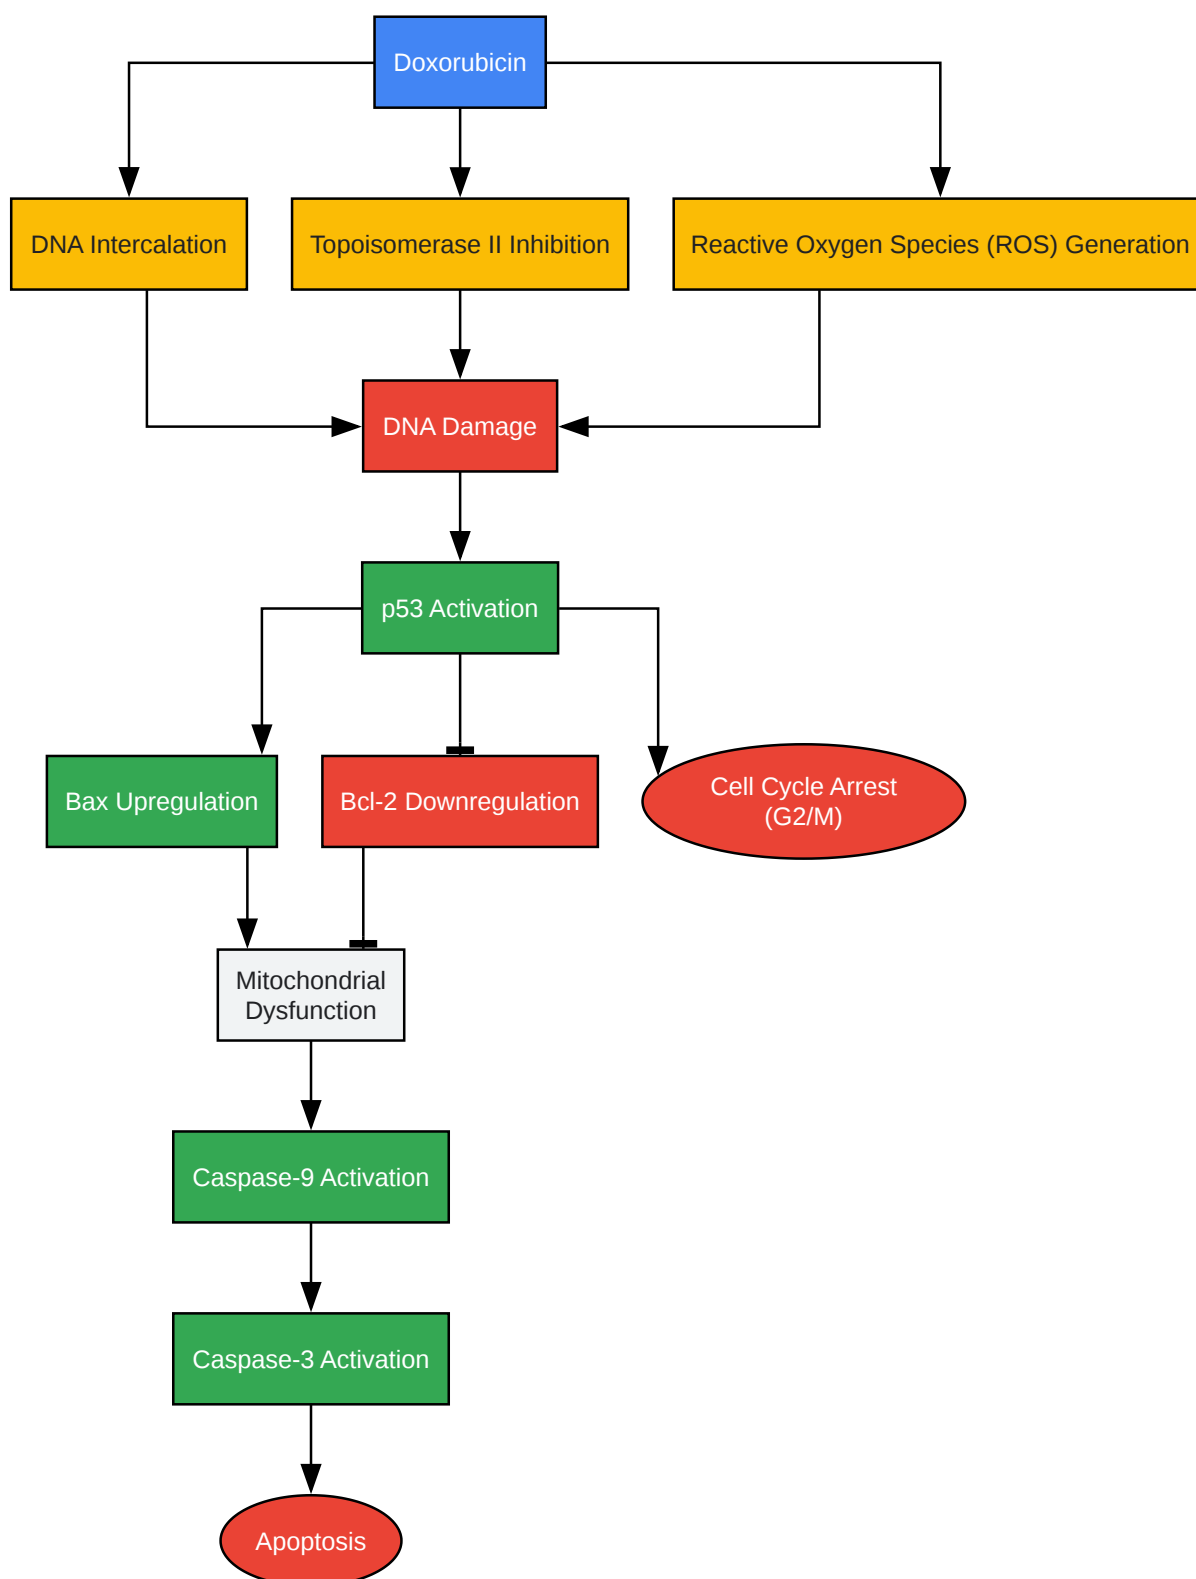 Doxorubicin
DNA Intercalation
Topoisomerase II Inhibition
Reactive Oxygen Species (ROS) Generation
DNA Damage
p53 Activation
Bax Upregulation
Bcl-2 Downregulation
Cell Cycle Arrest
(G2/M)
Mitochondrial
Dysfunction
Caspase-9 Activation
Caspase-3 Activation
Apoptosis